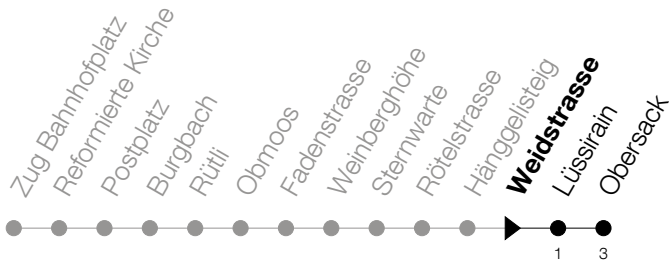 Zug Bahnhofplatz
Reformierte Kirche
Postplatz
Burgbach
Rütli
Obmoos
Fadenstrasse
Weinberghöhe
Sternwarte
Rötelstrasse
Hänggelisteig
Weidstrasse
Lüssirain
Obersack
1 3